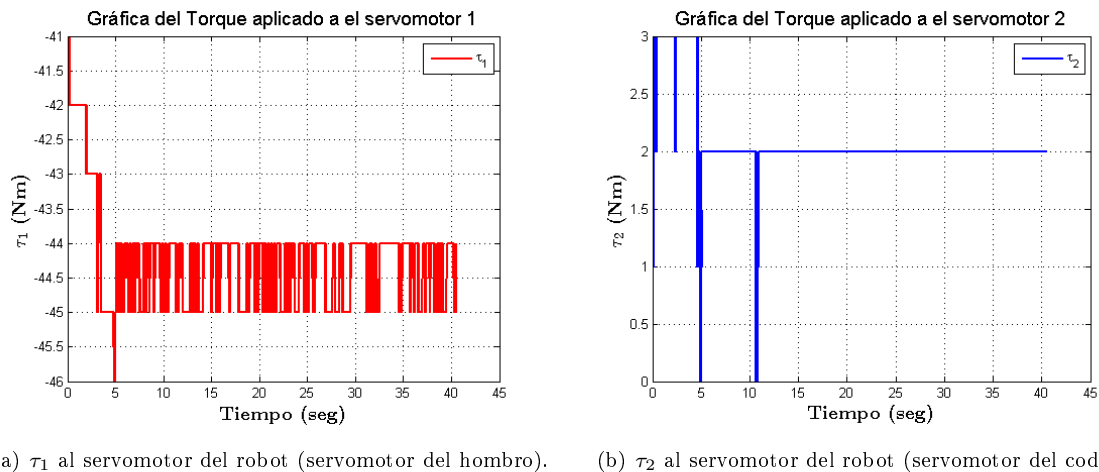 Gráfica del Torque aplicado a el servomotor 1
-41
-41.5
-42
-42.5
-43
-43.5
-44
-44.5
-45
-45.5
-46
τ1 (Nm)
τ1
0 5 10 15 20 25 30 35 40 45
Tiempo (seg)
a) τ1 al servomotor del robot (servomotor del hombro).
Gráfica del Torque aplicado a el servomotor 2
3
2.5
2
1.5
1
0.5
0
τ2 (Nm)
τ2
0 5 10 15 20 25 30 35 40 45
Tiempo (seg)
(b) τ2 al servomotor del robot (servomotor del cod